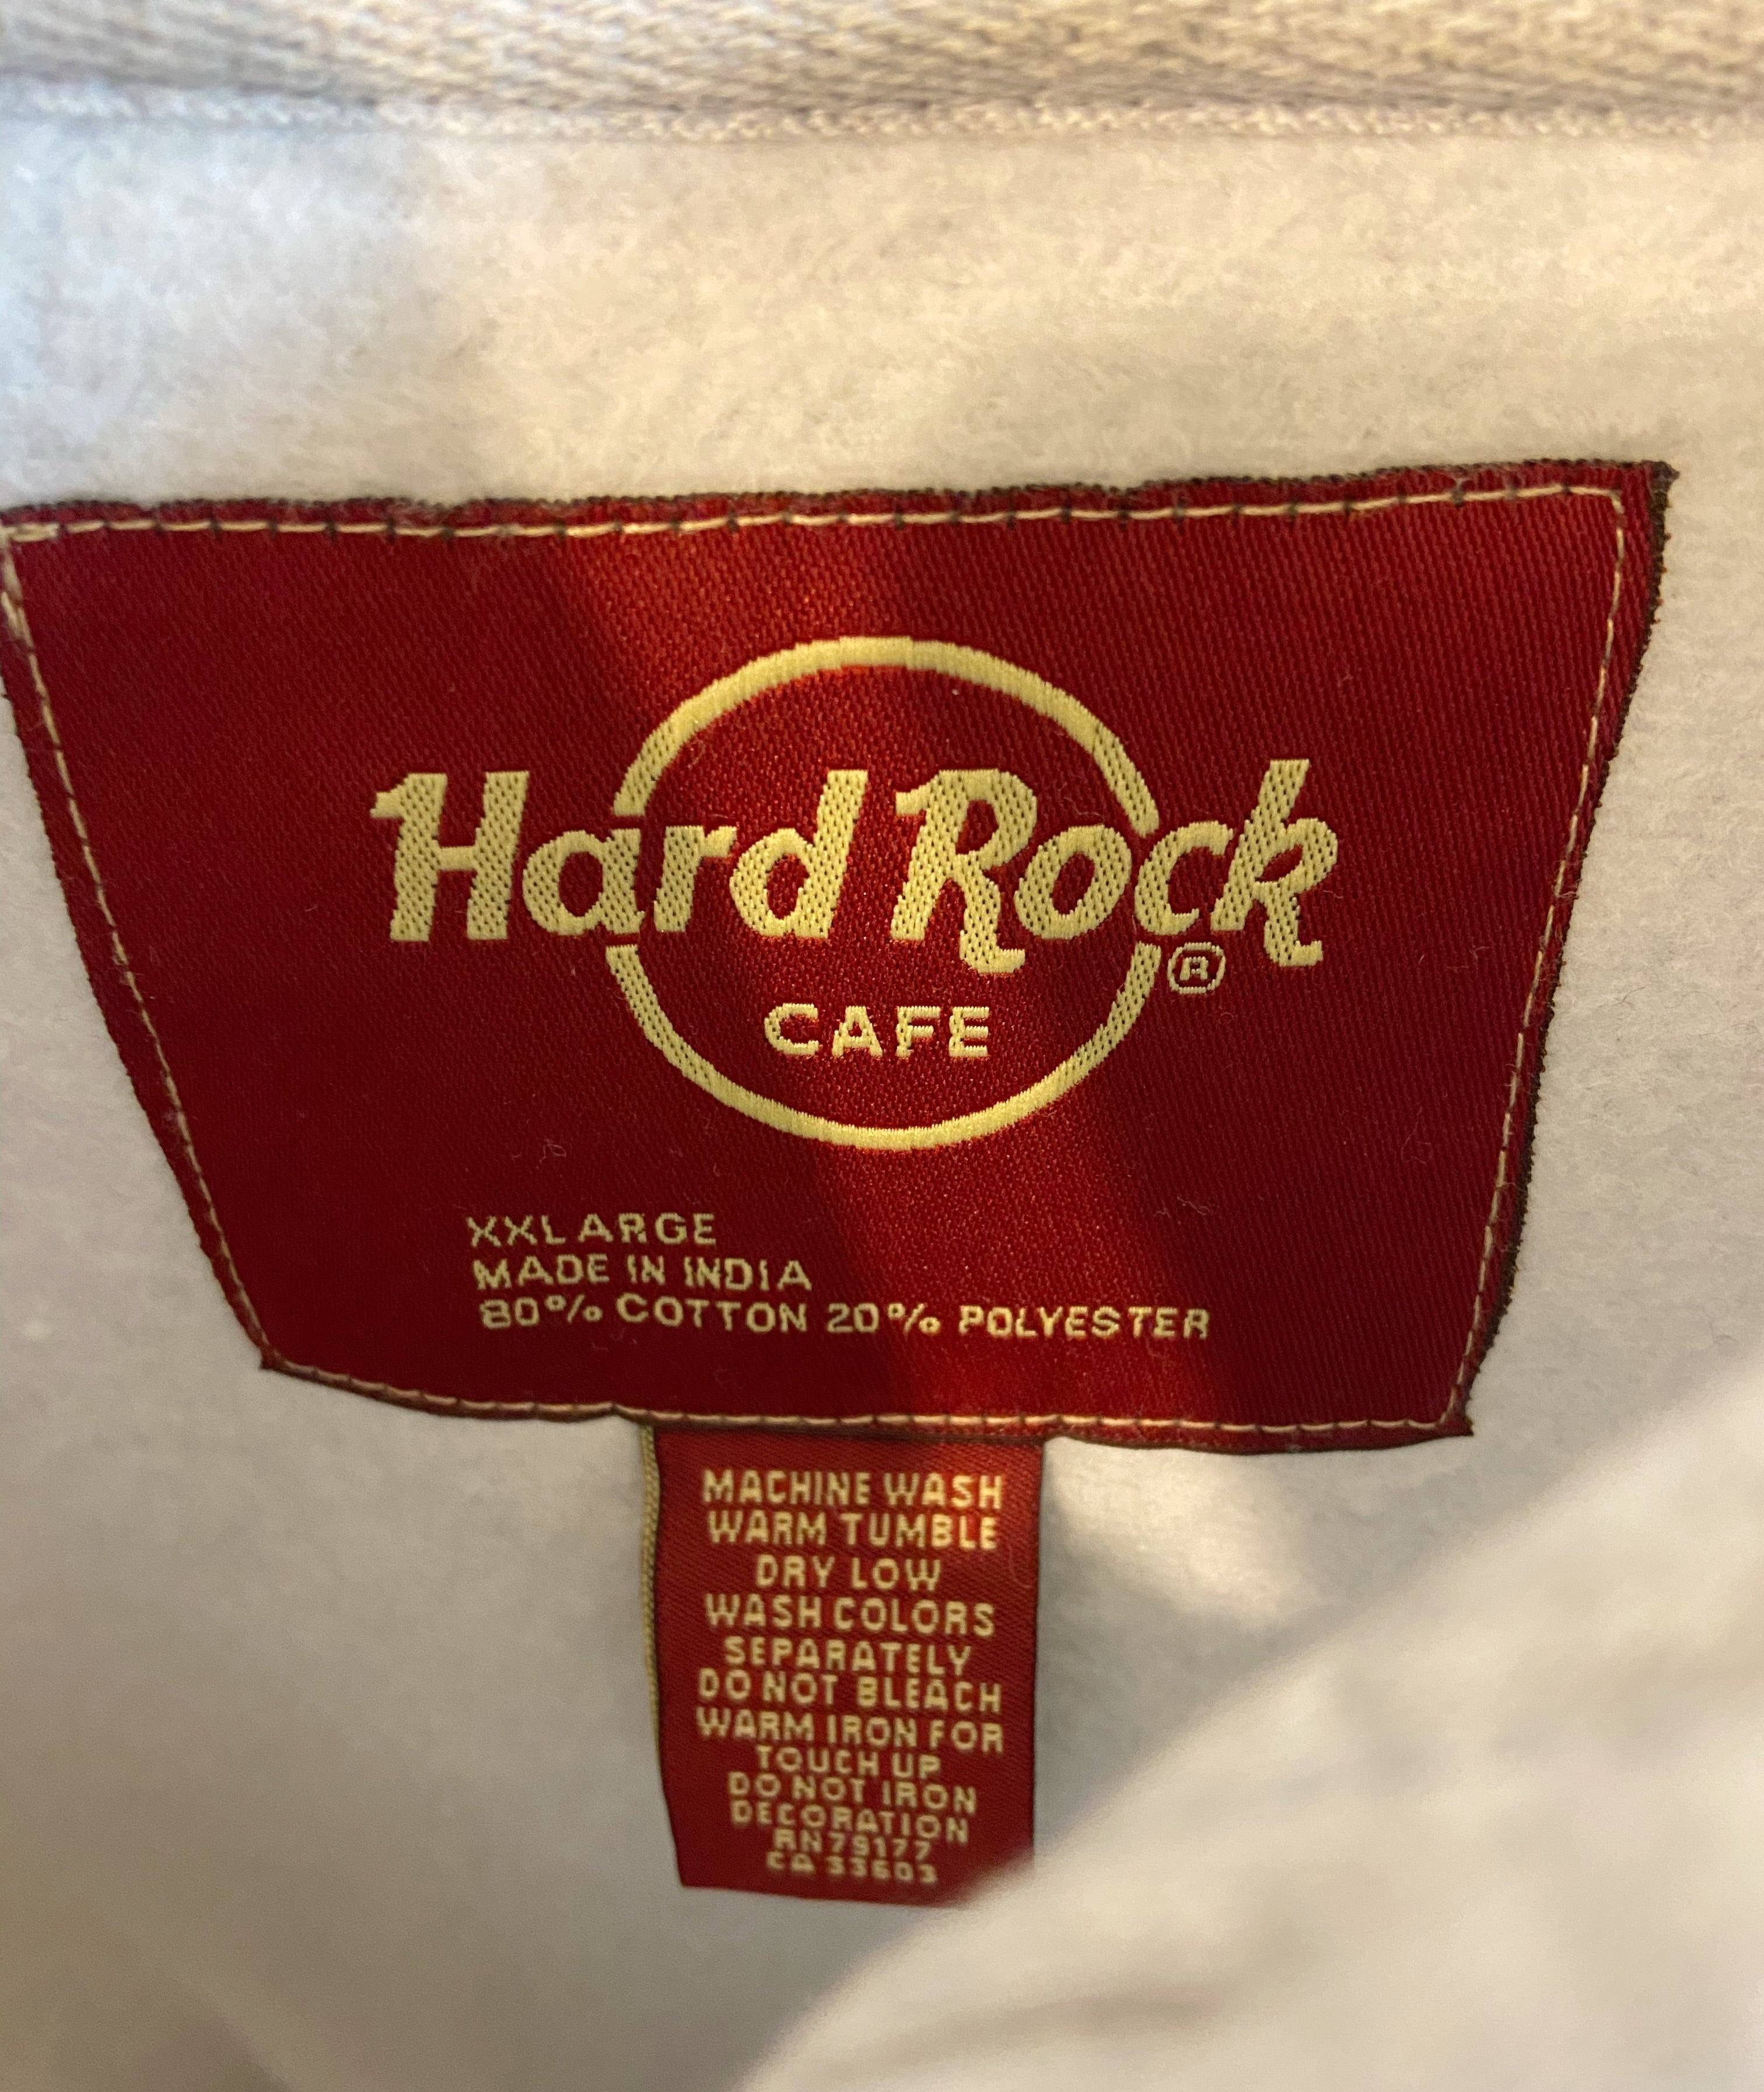 Hard Rock
®
CAFE
XXLARGE
MADE IN INDIA
80% COTTON 20% POLYESTER
MACHINE WASH
WARM TUMBLE
DRY LOW
WASH COLORS
SEPARATELY
DO NOT BLEACH
WARM IRON FOR
TOUCH UP
DO NOT IRON
DECORATION
RN79177
CA 33603